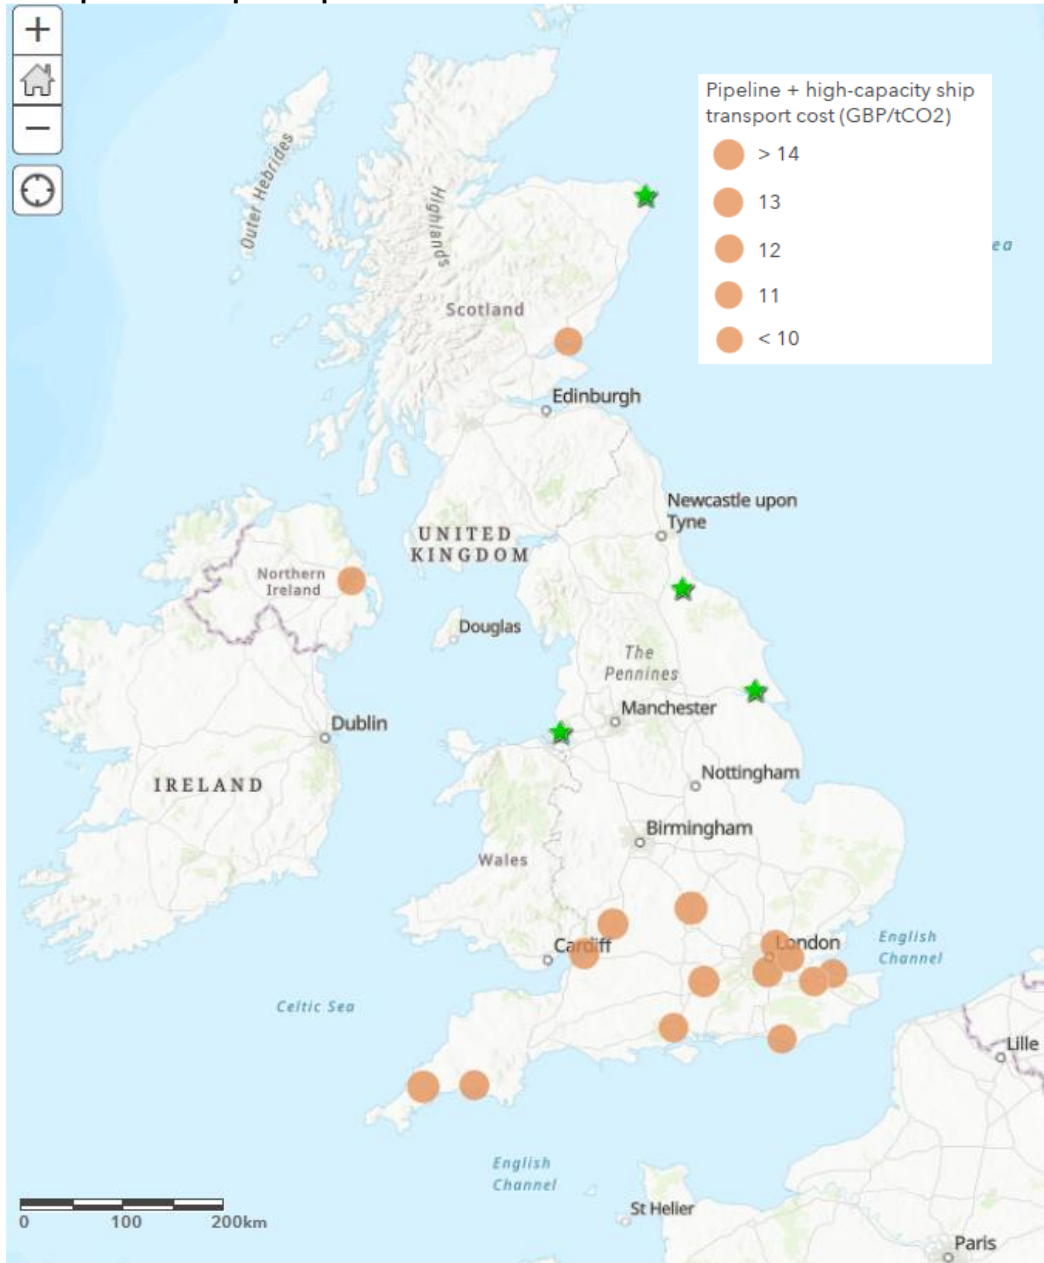 +
−
Pipeline + high-capacity ship
transport cost (GBP/tCO2)
> 14
13
12
11
< 10
Outer Hebrides
Highlands
ea
Scotland
Edinburgh
Newcastle upon
Tyne
UNITED
KINGDOM
Northern
Ireland
Douglas
The
Pennines
Manchester
Dublin
IRELAND
Nottingham
Birmingham
Wales
Cardiff
London
English
Channel
Celtic Sea
Lille
English
Channel
St Helier
0 100 200km
Paris